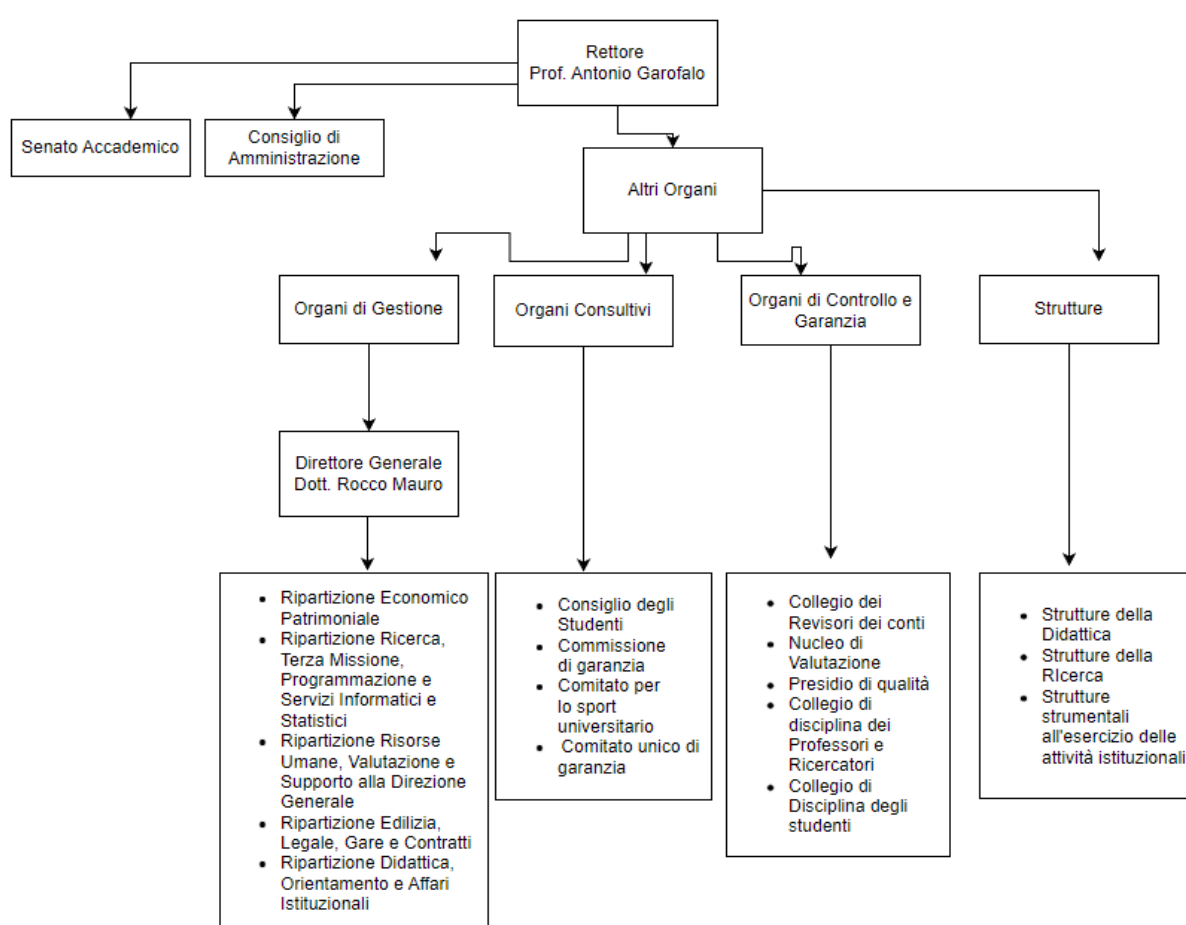 Rettore
Prof. Antonio Garofalo
Senato Accademico
Consiglio di
Amministrazione
Altri Organi
Organi di Gestione
Organi Consultivi
Organi di Controllo e
Garanzia
Strutture
Direttore Generale
Dott. Rocco Mauro
• Ripartizione Economico
Patrimoniale
• Ripartizione Ricerca,
Terza Missione,
Programmazione e
Servizi Informatici e
Statistici
• Ripartizione Risorse
Umane, Valutazione e
Supporto alla Direzione
Generale
• Ripartizione Edilizia,
Legale, Gare e Contratti
• Ripartizione Didattica,
Orientamento e Affari
Istituzionali
• Consiglio degli
Studenti
• Commissione
di garanzia
• Comitato per
lo sport
universitario
• Comitato unico di
garanzia
• Collegio dei
Revisori dei conti
• Nucleo di
Valutazione
• Presidio di qualità
• Collegio di
disciplina dei
Professori e
Ricercatori
• Collegio di
Disciplina degli
studenti
• Strutture della
Didattica
• Strutture della
RIcerca
• Strutture
strumentali
all'esercizio delle
attività istituzionali